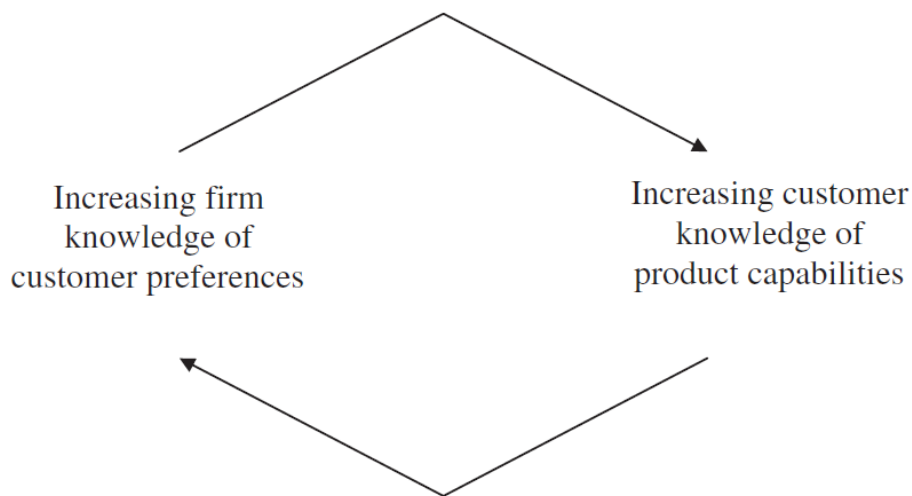 Increasing firm
knowledge of
customer preferences
Increasing customer
knowledge of
product capabilities